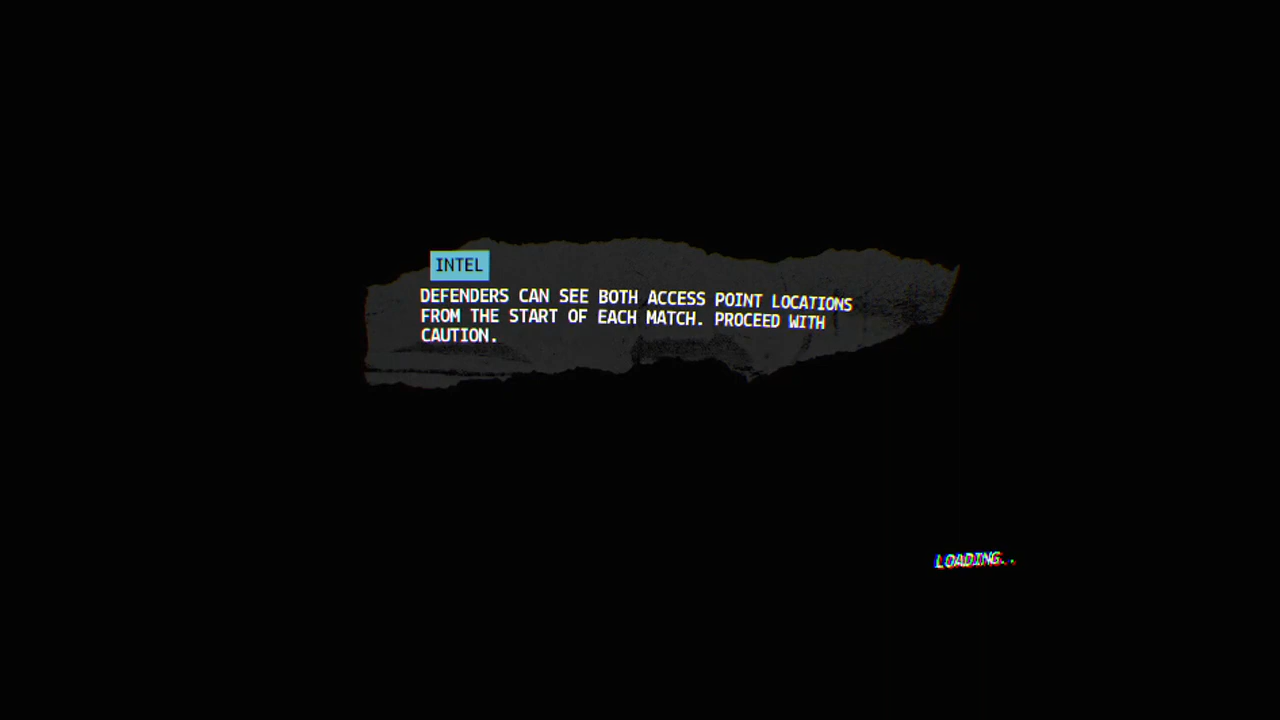 INTEL
DEFENDERS CAN SEE BOTH ACCESS POINT LOCATIONS
FROM THE START OF EACH MATCH. PROCEED WITH
CAUTION.
LOADING..